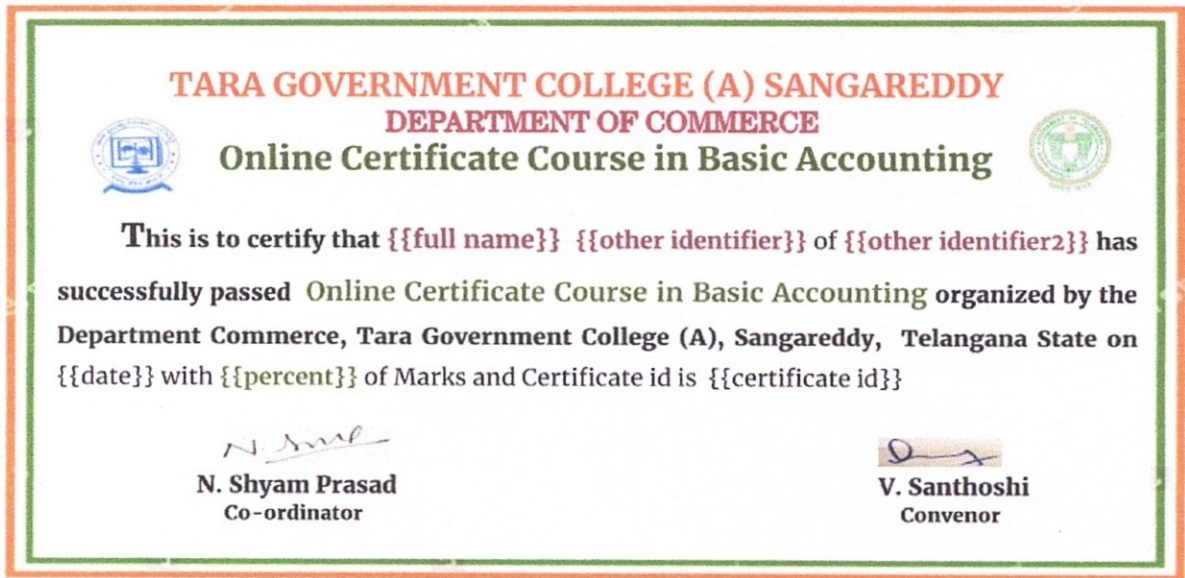 TARA GOVERNMENT COLLEGE (A) SANGAREDDY
DEPARTMENT OF COMMERCE
Online Certificate Course in Basic Accounting
This is to certify that {{full name}} {{other identifier}} of {{other identifier2}} has
successfully passed Online Certificate Course in Basic Accounting organized by the
Department Commerce, Tara Government College (A), Sangareddy, Telangana State on
{{date}} with {{percent}} of Marks and Certificate id is {{certificate id}}
N. Shyam Prasad
Co-ordinator
V. Santhoshi
Convenor